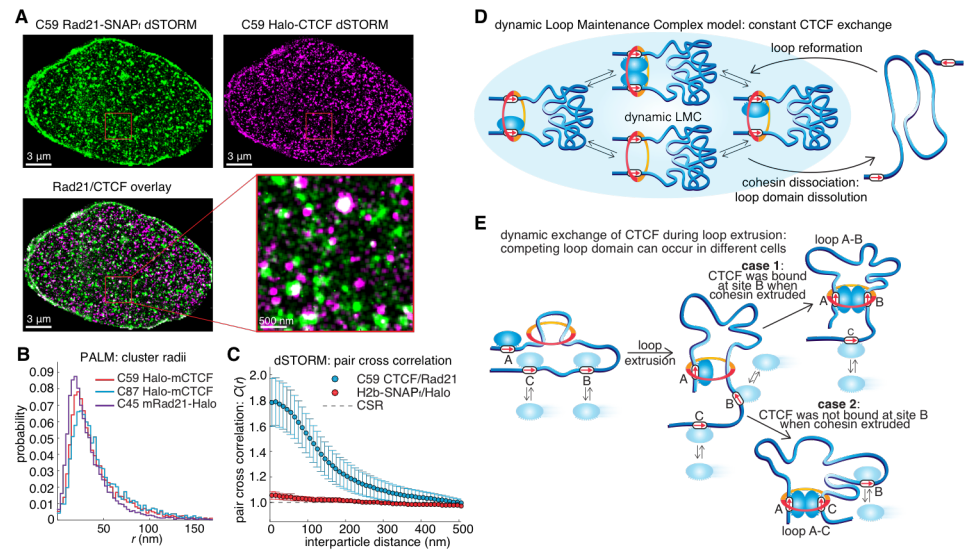 A
C59 Rad21-SNAPf dSTORM
C59 Halo-CTCF dSTORM
3 µm
3 µm
Rad21/CTCF overlay
3 µm
500 nm
B
PALM: cluster radii
C59 Halo-mCTCF
C87 Halo-mCTCF
C45 mRad21-Halo
probability
0.09
0.08
0.07
0.06
0.05
0.04
0.03
0.02
0.01
0
50
100
150
r (nm)
C
dSTORM: pair cross correlation
C59 CTCF/Rad21
H2b-SNAPf/Halo
CSR
pair cross correlation: C(r)
2.0
1.8
1.6
1.4
1.2
1.0
0
100
200
300
400
500
interparticle distance (nm)
D
dynamic Loop Maintenance Complex model: constant CTCF exchange
loop reformation
dynamic LMC
cohesin dissociation:
loop domain dissolution
E
dynamic exchange of CTCF during loop extrusion:
competing loop domain can occur in different cells
loop A-B
case 1:
CTCF was bound
at site B when
cohesin extruded
A
B
C
A
C
B
loop
extrusion
A
B
C
case 2:
CTCF was not bound at site B
when cohesin extruded
A
C
B
loop A-C